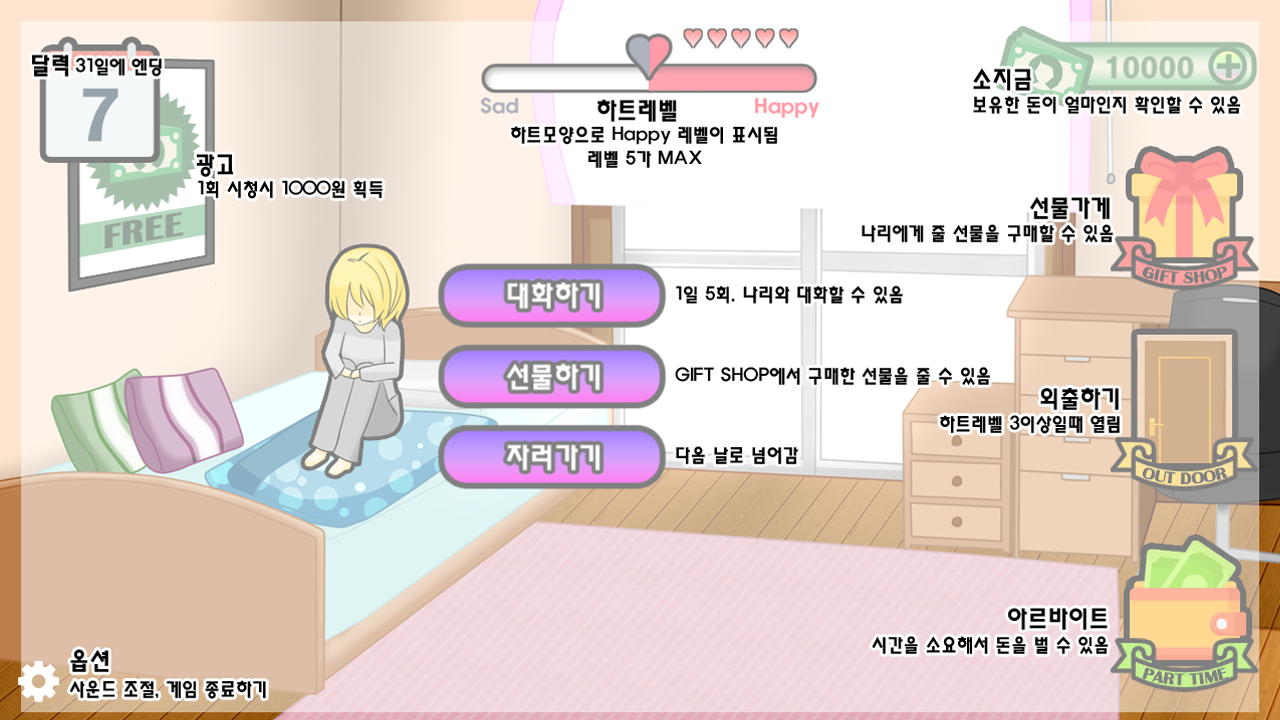 달력 31일에 엔딩
7
광고
1회 시청시 1000원 획득
FREE
Sad
Happy
하트레벨
하트모양으로 Happy 레벨이 표시됨
레벨 5가 MAX
10000
소지금
보유한 돈이 얼마인지 확인할 수 있음
선물가게
나리에게 줄 선물을 구매할 수 있음
GIFT SHOP
대화하기
1일 5회. 나리와 대화할 수 있음
선물하기
GIFT SHOP에서 구매한 선물을 줄 수 있음
외출하기
하트레벨 3이상일때 열림
OUT DOOR
자러가기
다음 날로 넘어감
아르바이트
시간을 소요해서 돈을 벌 수 있음
PART TIME
옵션
사운드 조절, 게임 종료하기